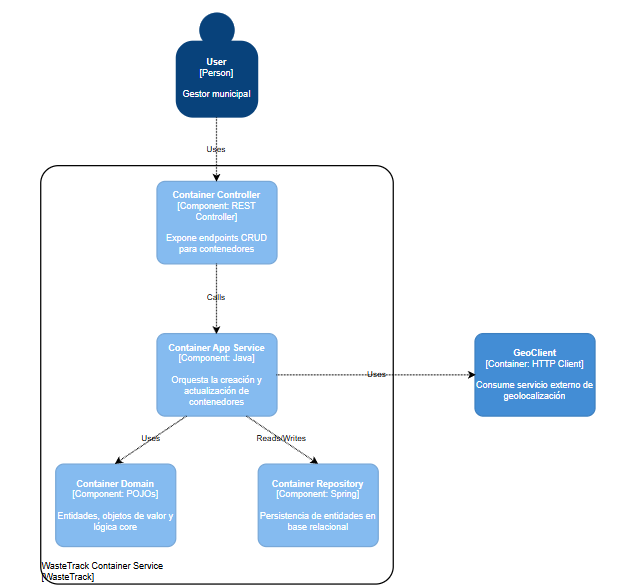 User
[Person]
Gestor municipal
Uses
Container Controller
[Component: REST
Controller]
Expone endpoints CRUD
para contenedores
Calls
Container App Service
[Component: Java]
Orquesta la creación y
actualización de
contenedores
Uses
GeoClient
[Container: HTTP Client]
Consume servicio externo de
geolocalización
Uses
Reads/Writes
Container Domain
[Component: POJOs]
Entidades, objetos de valor y
lógica core
Container Repository
[Component: Spring]
Persistencia de entidades en
base relacional
WasteTrack Container Service
[WasteTrack]